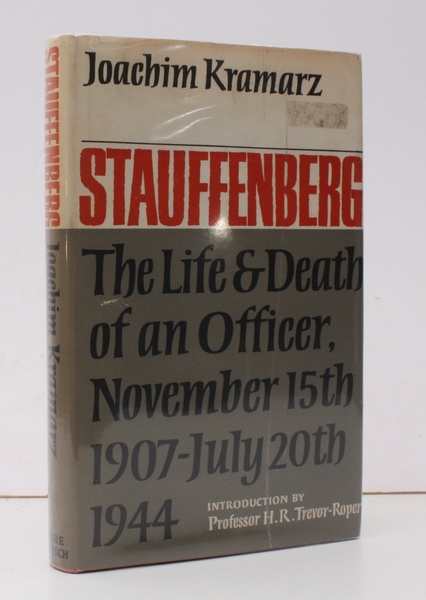 Joachim Kramarz
STAUFFENBERG
The Life & Death
of an Officer,
November 15th
1907-July 20th
1944
INTRODUCTION BY
Professor H.R.Trevor-Roper
STAUFFENBERG
Joachim Kramarz